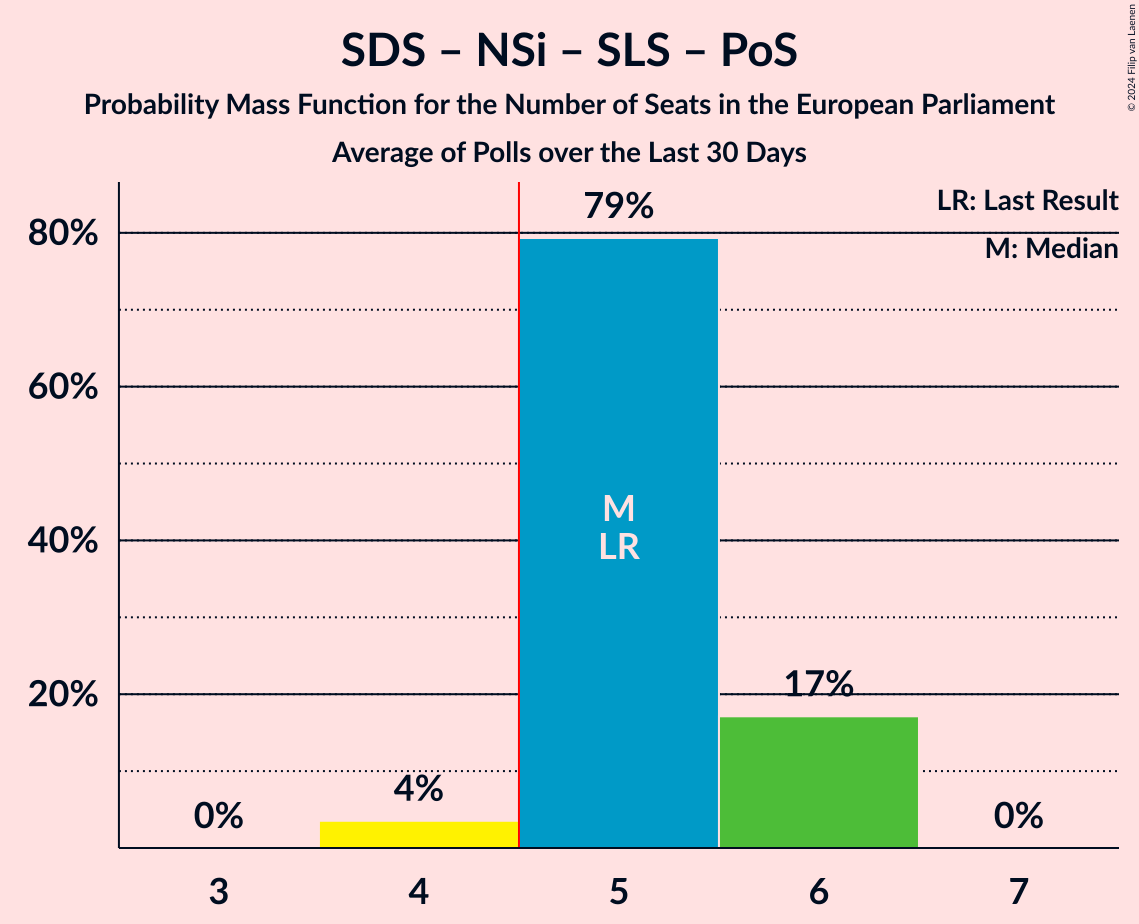 SDS – NSi – SLS – PoS
Probability Mass Function for the Number of Seats in the European Parliament
Average of Polls over the Last 30 Days
© 2024 Filip van Laenen
LR: Last Result
M: Median
80%
60%
40%
20%
0%
4%
79%
17%
0%
M
LR
3
4
5
6
7